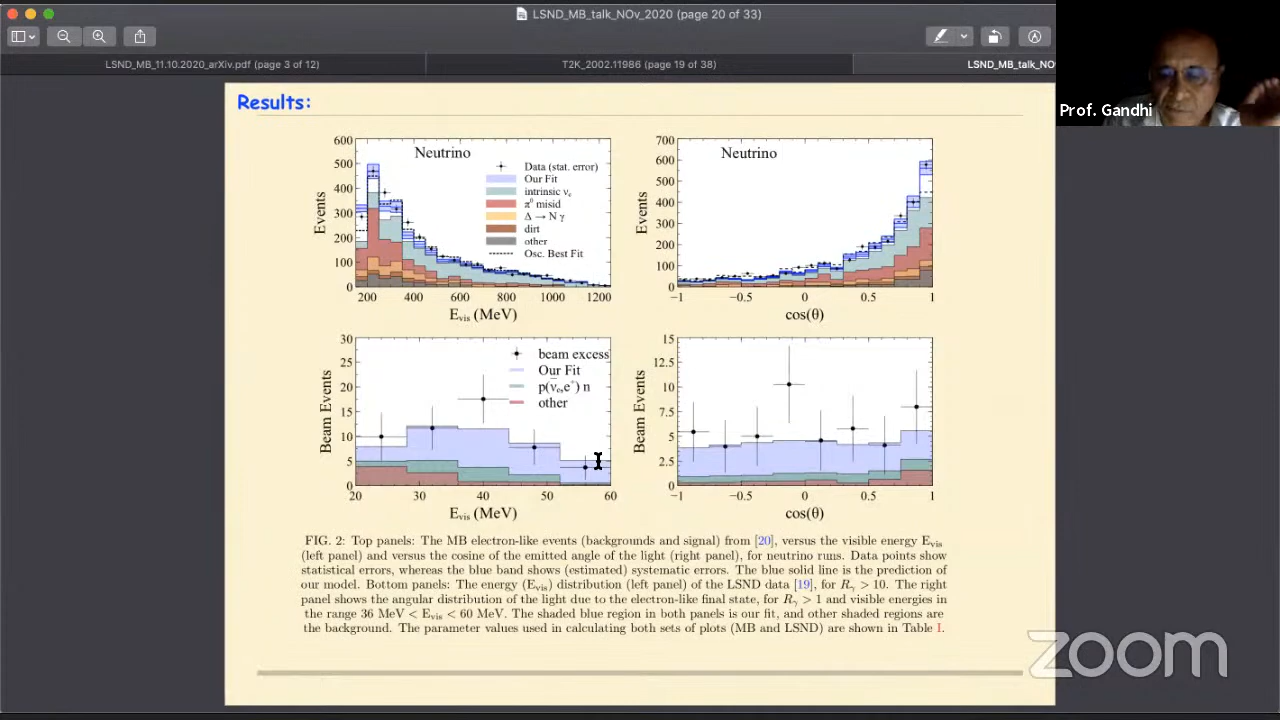 LSND_MB_talk_NOv_2020 (page 20 of 33)
LSND_MB_11.10.2020_arXiv.pdf (page 3 of 12)
T2K_2002.11986 (page 19 of 38)
LSND_MB_talk_NO
Prof. Gandhi
Results:
Neutrino
Data (stat. error)
Our Fit
intrinsic νe
π⁰ misid
Δ → N γ
dirt
other
Osc. Best Fit
Events
600
500
400
300
200
100
0
200 400 600 800 1000 1200
Evis (MeV)
Neutrino
Events
700
600
500
400
300
200
100
0
−1 −0.5 0 0.5 1
cos(θ)
beam excess
Our Fit
p(ν̄e,e⁺) n
other
Beam Events
30
25
20
15
10
5
0
20 30 40 50 60
Evis (MeV)
Beam Events
15
12.5
10
7.5
5
2.5
0
−1 −0.5 0 0.5 1
cos(θ)
FIG. 2: Top panels: The MB electron-like events (backgrounds and signal) from [20], versus the visible energy Evis
(left panel) and versus the cosine of the emitted angle of the light (right panel), for neutrino runs. Data points show
statistical errors, whereas the blue band shows (estimated) systematic errors. The blue solid line is the prediction of
our model. Bottom panels: The energy (Evis) distribution (left panel) of the LSND data [19], for Rγ > 10. The right
panel shows the angular distribution of the light due to the electron-like final state, for Rγ > 1 and visible energies in
the range 36 MeV < Evis < 60 MeV. The shaded blue region in both panels is our fit, and other shaded regions are
the background. The parameter values used in calculating both sets of plots (MB and LSND) are shown in Table I.
zoom